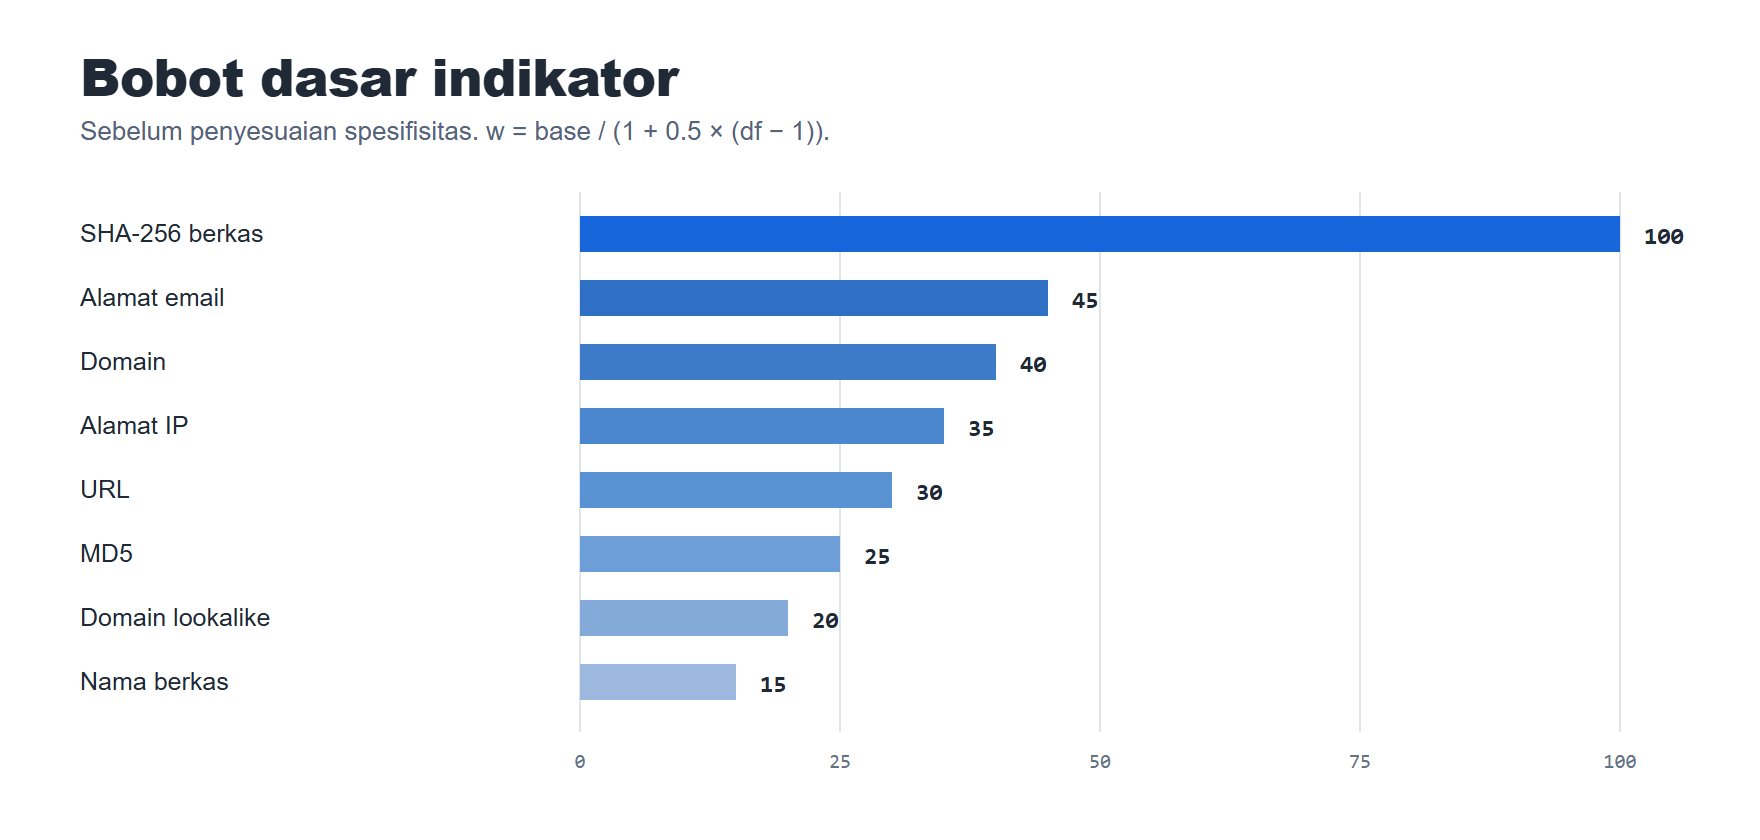 Bobot dasar indikator
Sebelum penyesuaian spesifisitas. w = base / (1 + 0.5 × (df − 1)).
SHA-256 berkas 100
Alamat email 45
Domain 40
Alamat IP 35
URL 30
MD5 25
Domain lookalike 20
Nama berkas 15
0 25 50 75 100